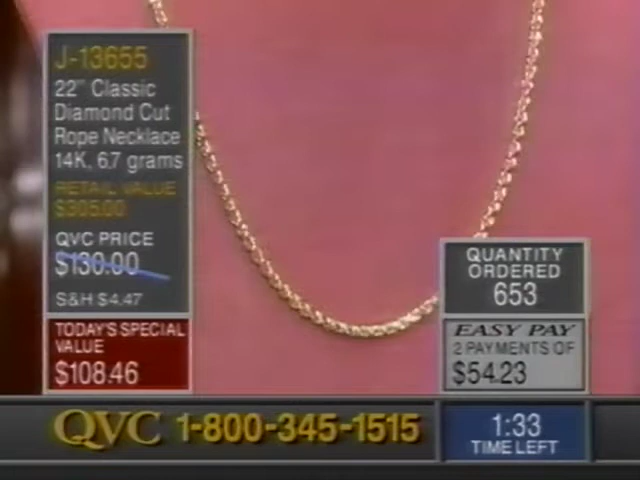 J-13655
22" Classic
Diamond Cut
Rope Necklace
14K, 6.7 grams
RETAIL VALUE
$305.00
QVC PRICE
$130.00
S&H $4.47
TODAY'S SPECIAL
VALUE
$108.46
QUANTITY
ORDERED
653
EASY PAY
2 PAYMENTS OF
$54.23
QVC 1-800-345-1515
1:33
TIME LEFT